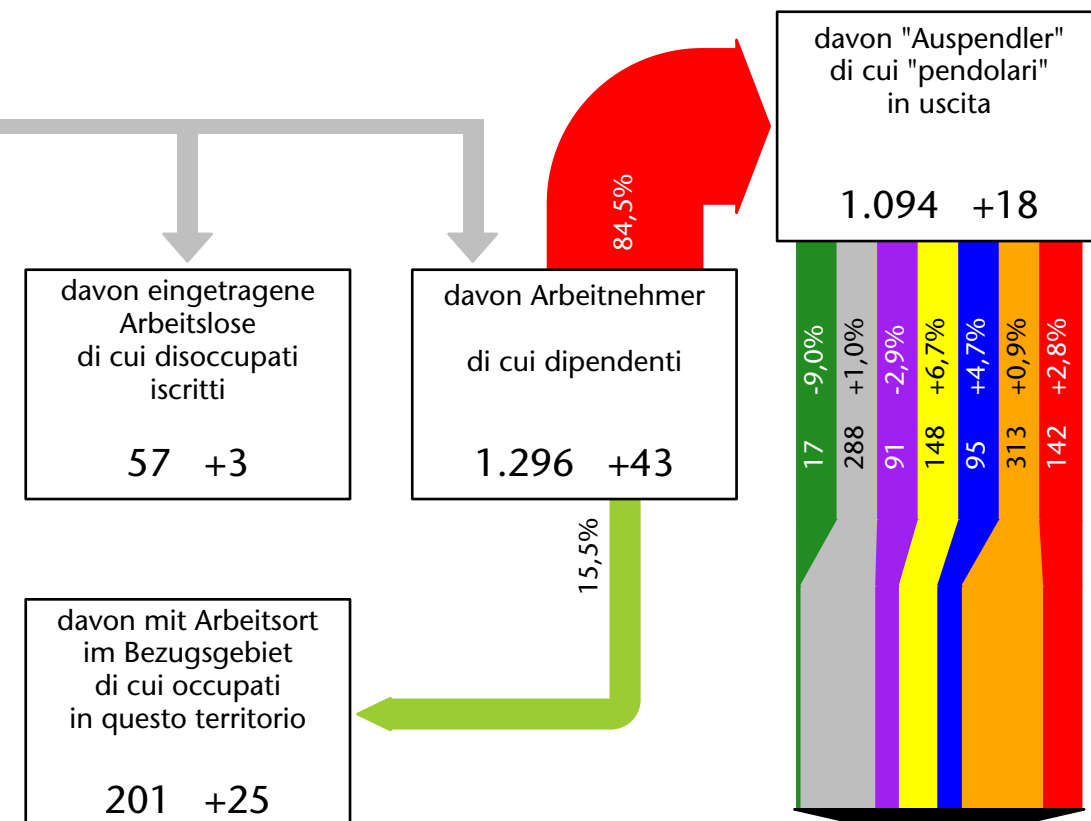 davon "Auspendler"
di cui "pendolari"
in uscita
1.094 +18
84,5%
davon eingetragene
Arbeitslose
di cui disoccupati
iscritti
57 +3
davon Arbeitnehmer
di cui dipendenti
1.296 +43
17 -9,0%
288 +1,0%
91 -2,9%
148 +6,7%
95 +4,7%
313 +0,9%
142 +2,8%
15,5%
davon mit Arbeitsort
im Bezugsgebiet
di cui occupati
in questo territorio
201 +25